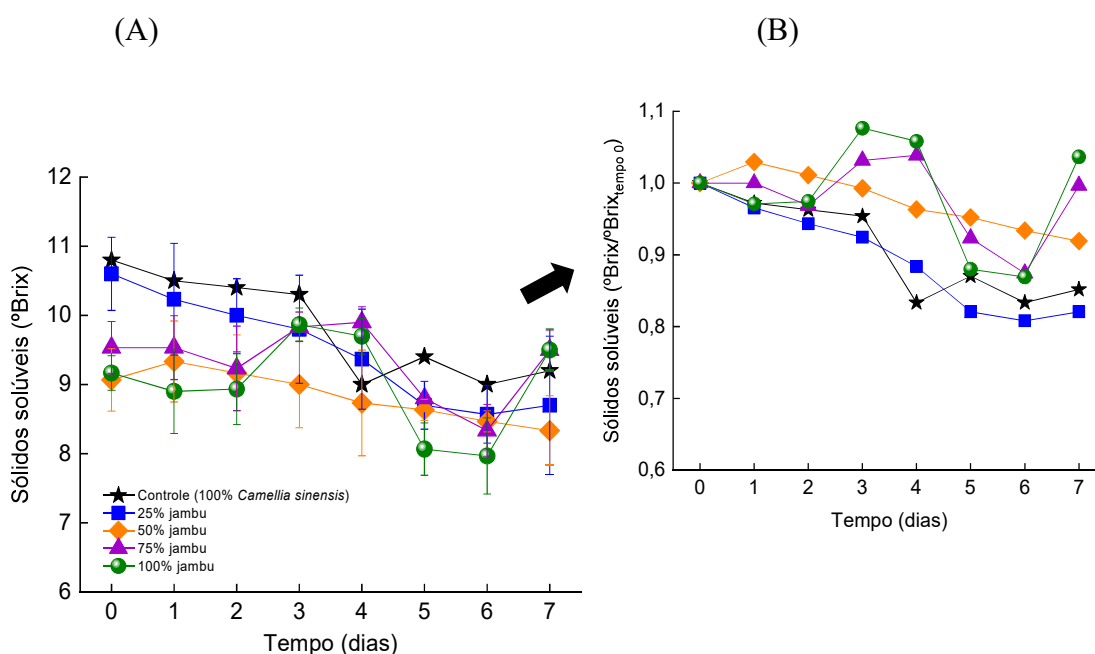 (A)
(B)
12
11
10
9
8
7
6
Sólidos solúveis (ºBrix)
0 1 2 3 4 5 6 7
Tempo (dias)
Controle (100% Camellia sinensis)
25% jambu
50% jambu
75% jambu
100% jambu
1,1
1,0
0,9
0,8
0,7
0,6
Sólidos solúveis (ºBrix/ºBrixtempo 0)
0 1 2 3 4 5 6 7
Tempo (dias)